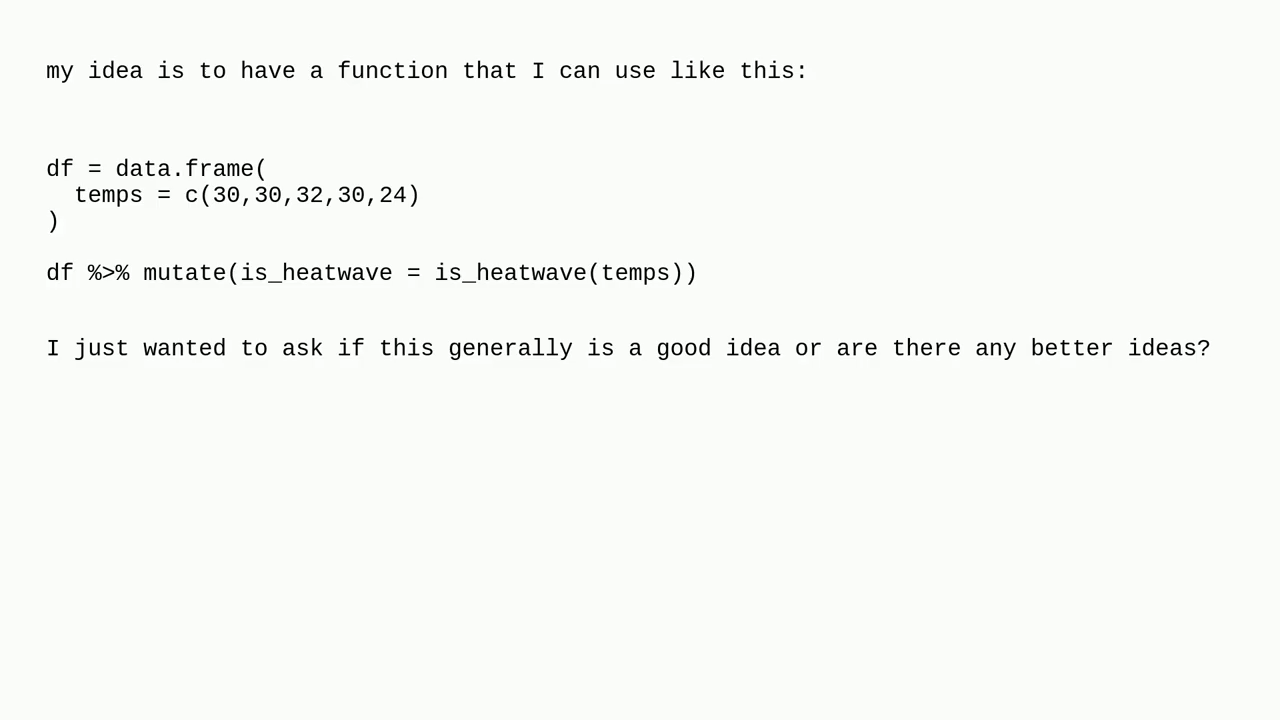 my idea is to have a function that I can use like this:
df = data.frame(
  temps = c(30,30,32,30,24)
)
df %>% mutate(is_heatwave = is_heatwave(temps))
I just wanted to ask if this generally is a good idea or are there any better ideas?